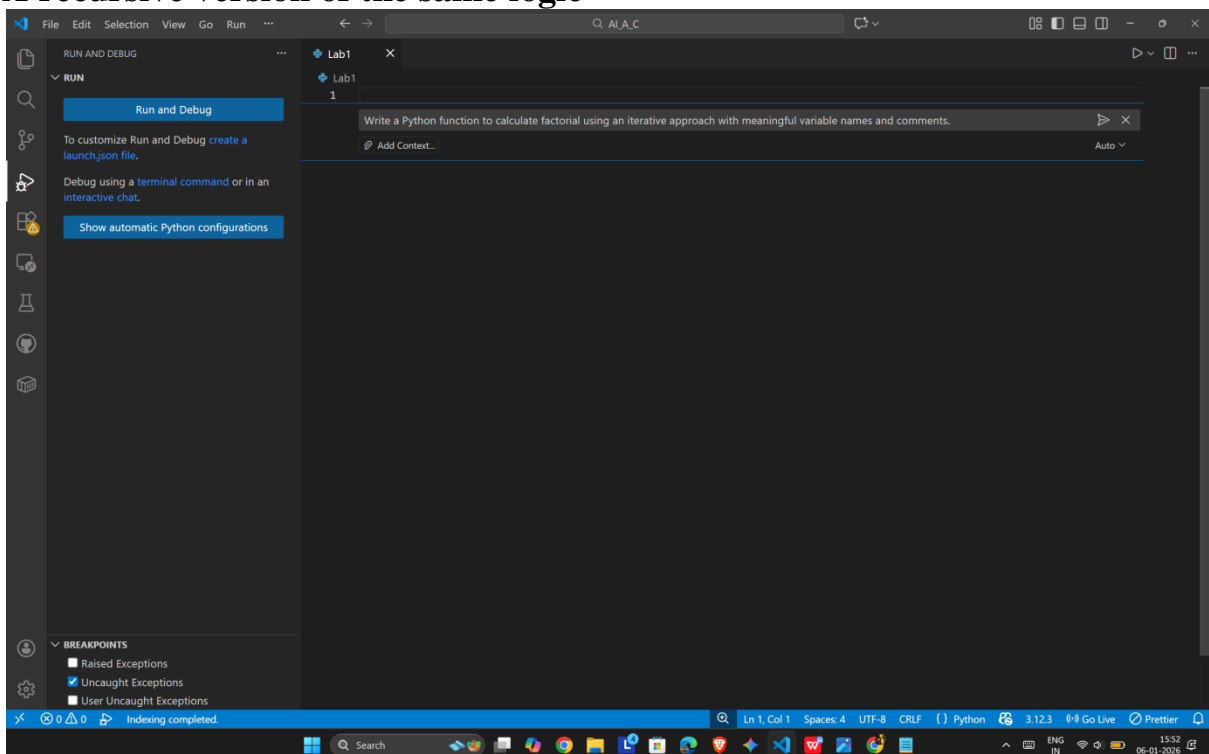 A recursive version of the same logic
File Edit Selection View Go Run ···
AI_A_C
RUN AND DEBUG ···
RUN
Run and Debug
To customize Run and Debug create a
launch.json file.
Debug using a terminal command or in an
interactive chat.
Show automatic Python configurations
Lab1
Lab1
1
Write a Python function to calculate factorial using an iterative approach with meaningful variable names and comments.
Add Context...
Auto
BREAKPOINTS
Raised Exceptions
Uncaught Exceptions
User Uncaught Exceptions
0 0 Indexing completed.
Ln 1, Col 1 Spaces: 4 UTF-8 CRLF { } Python 3.12.3 Go Live Prettier
Search
ENG
IN
15:52
06-01-2026